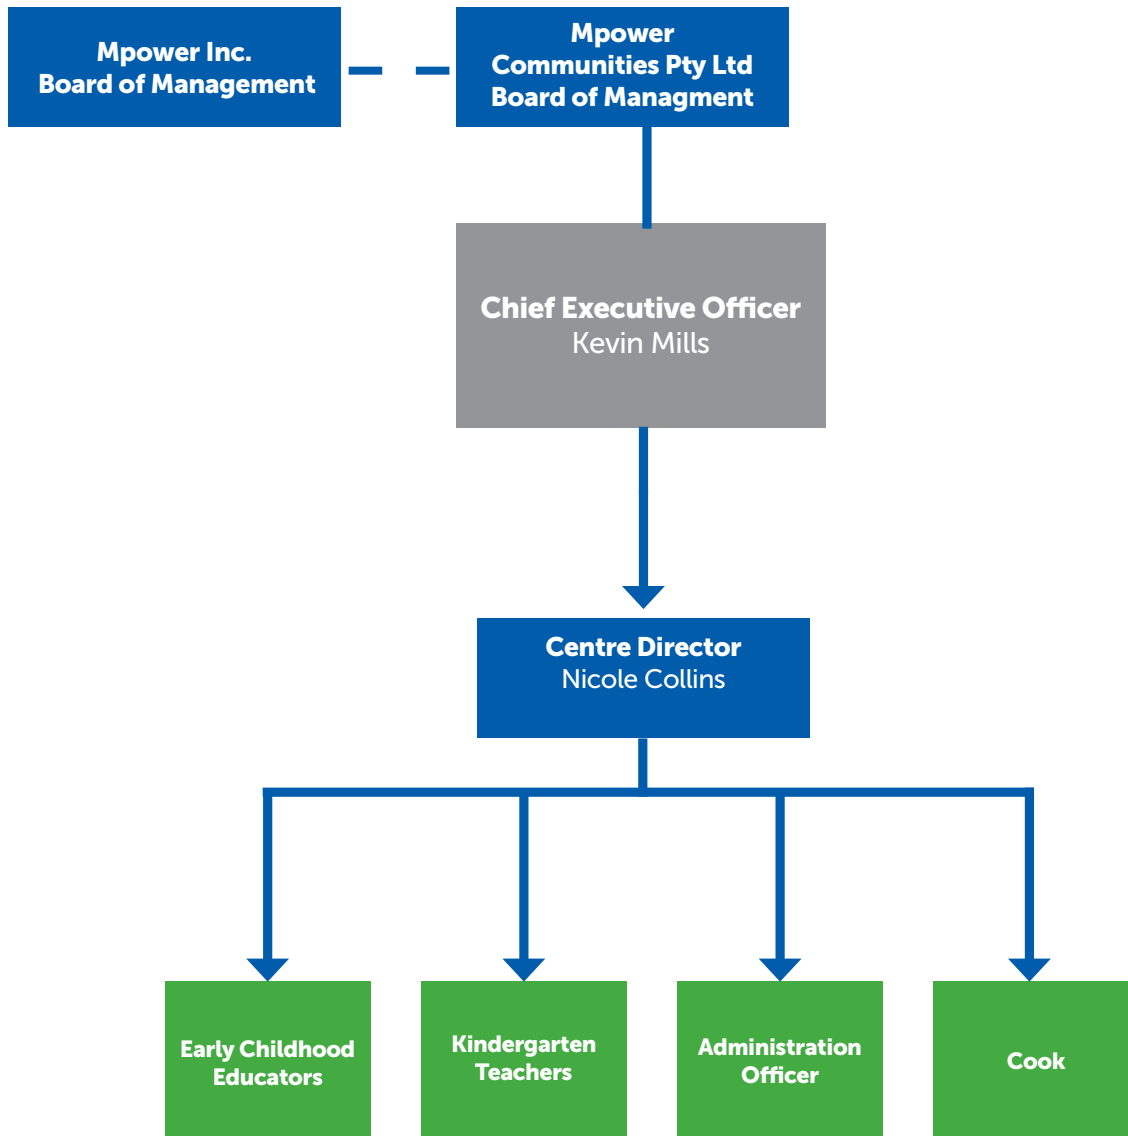 Mpower Inc.
Board of Management
Mpower
Communities Pty Ltd
Board of Managment
Chief Executive Officer
Kevin Mills
Centre Director
Nicole Collins
Early Childhood
Educators
Kindergarten
Teachers
Administration
Officer
Cook